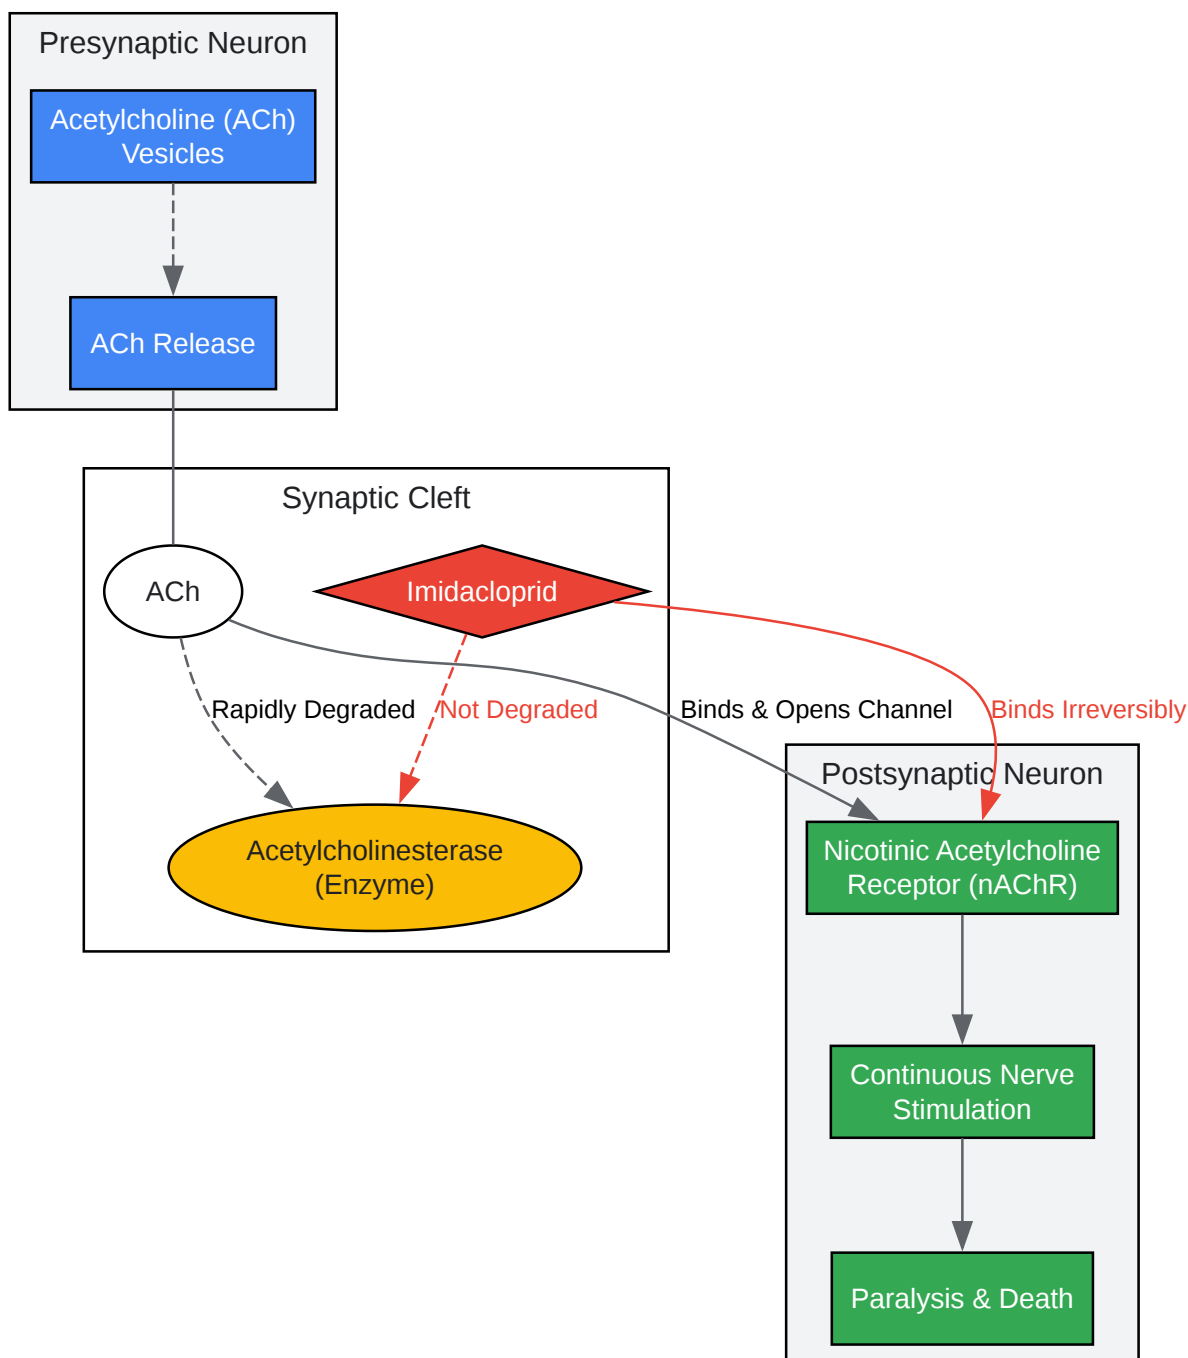 Presynaptic Neuron
Acetylcholine (ACh)
Vesicles
ACh Release
Synaptic Cleft
ACh
Imidacloprid
Rapidly Degraded
Not Degraded
Binds & Opens Channel
Binds Irreversibly
Acetylcholinesterase
(Enzyme)
Postsynaptic Neuron
Nicotinic Acetylcholine
Receptor (nAChR)
Continuous Nerve
Stimulation
Paralysis & Death